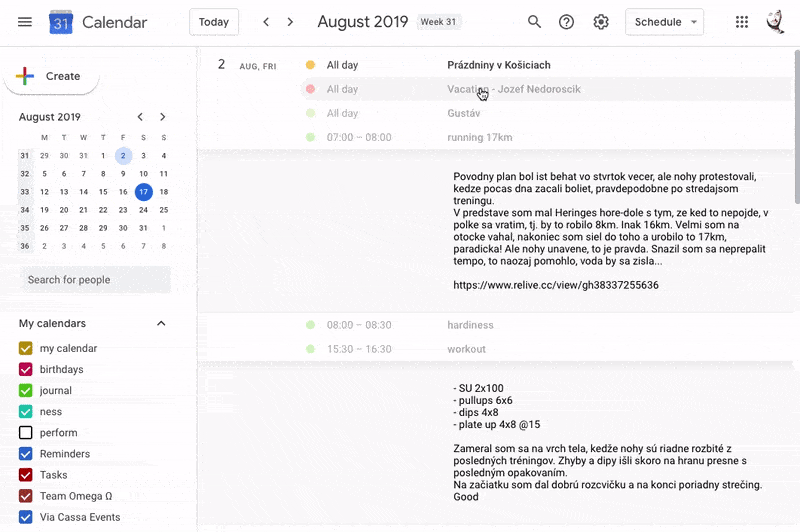 31 Calendar Today August 2019 Week 31 Schedule
Create
August 2019
M T W T F S S
31 29 30 31 1 2 3 4
32 5 6 7 8 9 10 11
33 12 13 14 15 16 17 18
34 19 20 21 22 23 24 25
35 26 27 28 29 30 31 1
36 2 3 4 5 6 7 8
Search for people
My calendars
my calendar
birthdays
journal
ness
perform
Reminders
Tasks
Team Omega Ω
Via Cassa Events
2 AUG, FRI All day Prázdniny v Košiciach
All day Vacation - Jozef Nedoroscik
All day Gustáv
07:00 – 08:00 running 17km
Povodny plan bol ist behat vo stvrtok vecer, ale nohy protestovali,
kedze pocas dna zacali boliet, pravdepodobne po stredajsom
treningu.
V predstave som mal Heringes hore-dole s tym, ze ked to nepojde, v
polke sa vratim, tj. by to robilo 8km. Inak 16km. Velmi som na
otocke vahal, nakoniec som siel do toho a urobilo to 17km,
paradicka! Ale nohy unavene, to je pravda. Snazil som sa neprepalit
tempo, to naozaj pomohlo, voda by sa zisla...
https://www.relive.cc/view/gh38337255636
08:00 – 08:30 hardiness
15:30 – 16:30 workout
- SU 2x100
- pullups 6x6
- dips 4x8
- plate up 4x8 @15
Zameral som sa na vrch tela, kedže nohy sú riadne rozbité z
posledných tréningov. Zhyby a dipy išli skoro na hranu presne s
posledným opakovaním.
Na začiatku som dal dobrú rozcvičku a na konci poriadny strečing.
Good